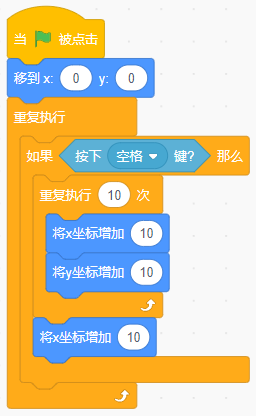 当 被点击
移到 x: 0 y: 0
重复执行
如果 按下 空格 键? 那么
重复执行 10 次
将x坐标增加 10
将y坐标增加 10
将x坐标增加 10